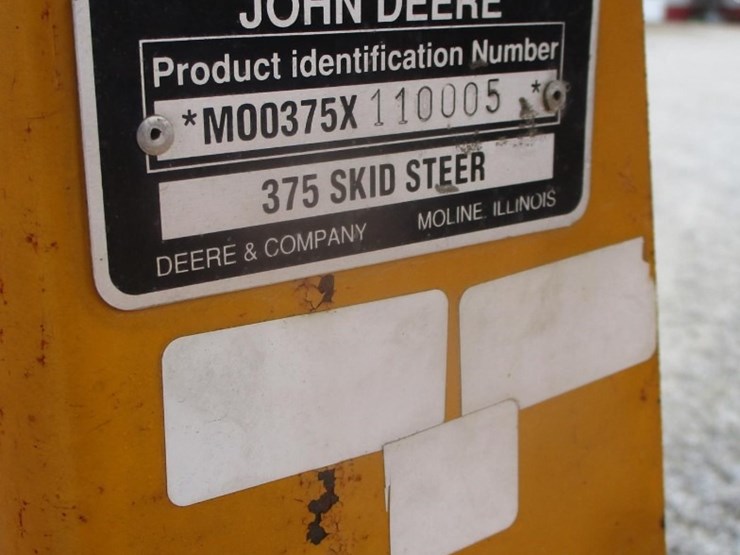 JOHN DEERE
Product identification Number
*M00375X 110005 *
375 SKID STEER
DEERE & COMPANY MOLINE. ILLINOIS